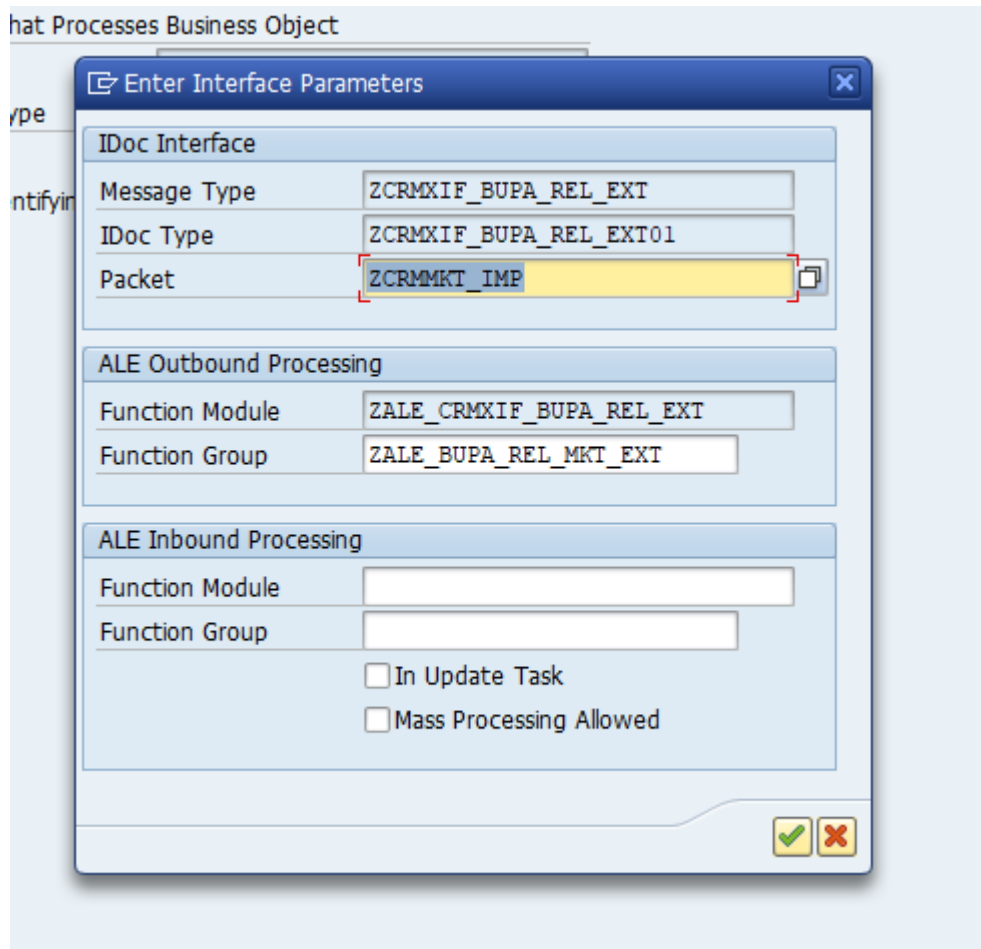 hat Processes Business Object
Enter Interface Parameters
ype
IDoc Interface
Message Type ZCRMXIF_BUPA_REL_EXT
ntifyin
IDoc Type ZCRMXIF_BUPA_REL_EXT01
Packet ZCRMMKT_IMP
ALE Outbound Processing
Function Module ZALE_CRMXIF_BUPA_REL_EXT
Function Group ZALE_BUPA_REL_MKT_EXT
ALE Inbound Processing
Function Module
Function Group
In Update Task
Mass Processing Allowed